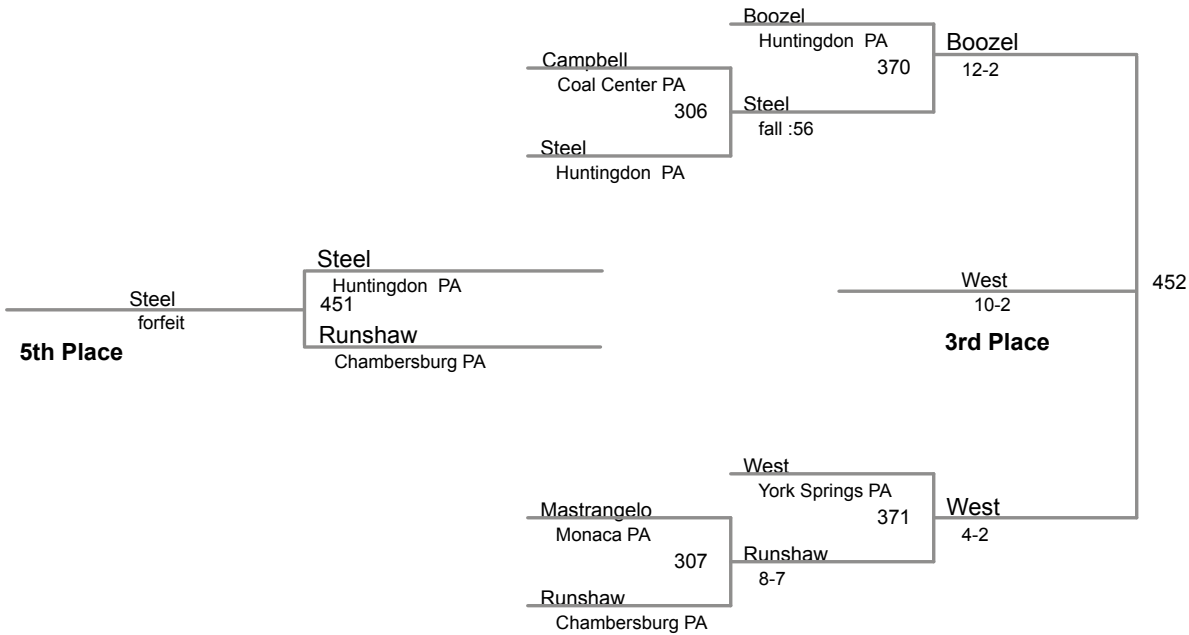 Boozel
Huntingdon  PA
370
Boozel
12-2
Campbell
Coal Center PA
306
Steel
fall :56
Steel
Huntingdon  PA
Steel
Huntingdon  PA
451
Steel
forfeit
5th Place
Runshaw
Chambersburg PA
West
10-2
452
3rd Place
West
York Springs PA
371
West
4-2
Mastrangelo
Monaca PA
307
Runshaw
8-7
Runshaw
Chambersburg PA